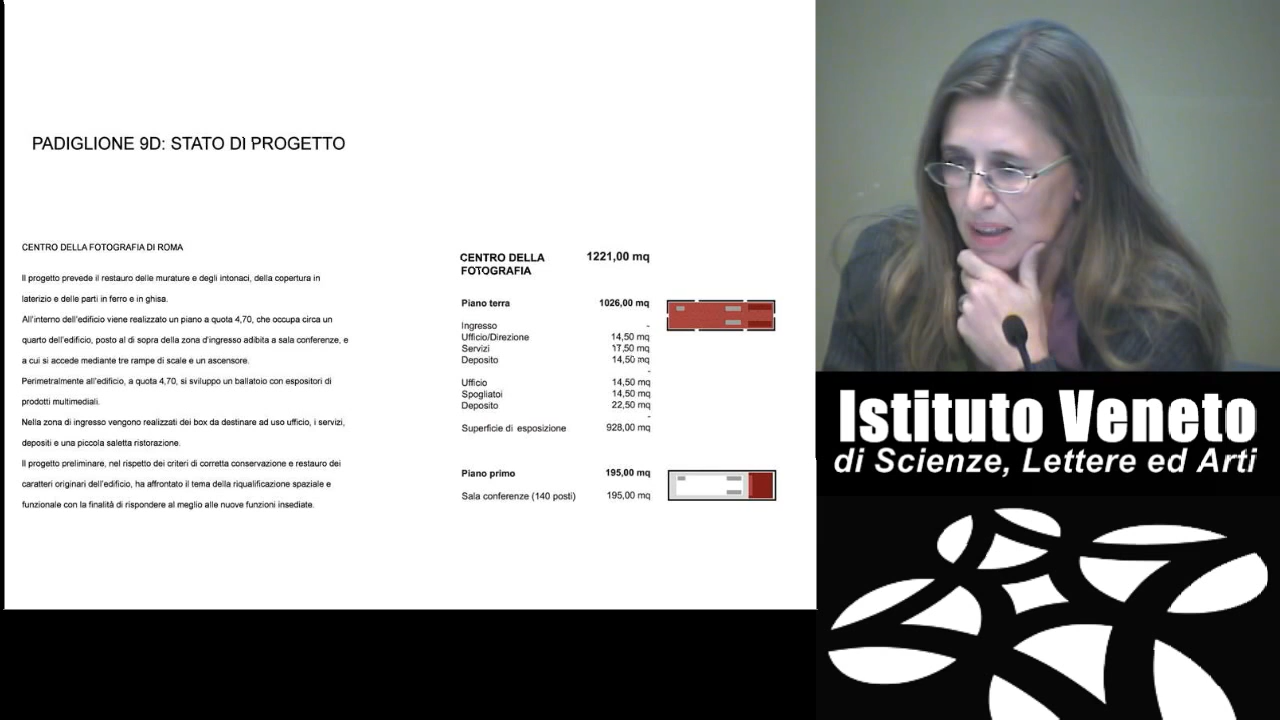 PADIGLIONE 9D: STATO DI PROGETTO
CENTRO DELLA FOTOGRAFIA DI ROMA
Il progetto prevede il restauro delle murature e degli intonaci, della copertura in
laterizio e delle parti in ferro e in ghisa.
All'interno dell'edificio viene realizzato un piano a quota 4,70, che occupa circa un
quarto dell'edificio, posto al di sopra della zona d'ingresso adibita a sala conferenze, e
a cui si accede mediante tre rampe di scale e un ascensore.
Perimetralmente all'edificio, a quota 4,70, si sviluppo un ballatoio con espositori di
prodotti multimediali.
Nella zona di ingresso vengono realizzati dei box da destinare ad uso ufficio, i servizi,
depositi e una piccola saletta ristorazione.
Il progetto preliminare, nel rispetto dei criteri di corretta conservazione e restauro dei
caratteri originari dell'edificio, ha affrontato il tema della riqualificazione spaziale e
funzionale con la finalità di rispondere al meglio alle nuove funzioni insediate.
CENTRO DELLA 1221,00 mq
FOTOGRAFIA
Piano terra 1026,00 mq
Ingresso -
Ufficio/Direzione 14,50 mq
Servizi 17,50 mq
Deposito 14,50 mq
-
Ufficio 14,50 mq
Spogliatoi 14,50 mq
Deposito 22,50 mq
-
Superficie di esposizione 928,00 mq
Piano primo 195,00 mq
Sala conferenze (140 posti) 195,00 mq
Istituto Veneto
di Scienze, Lettere ed Arti